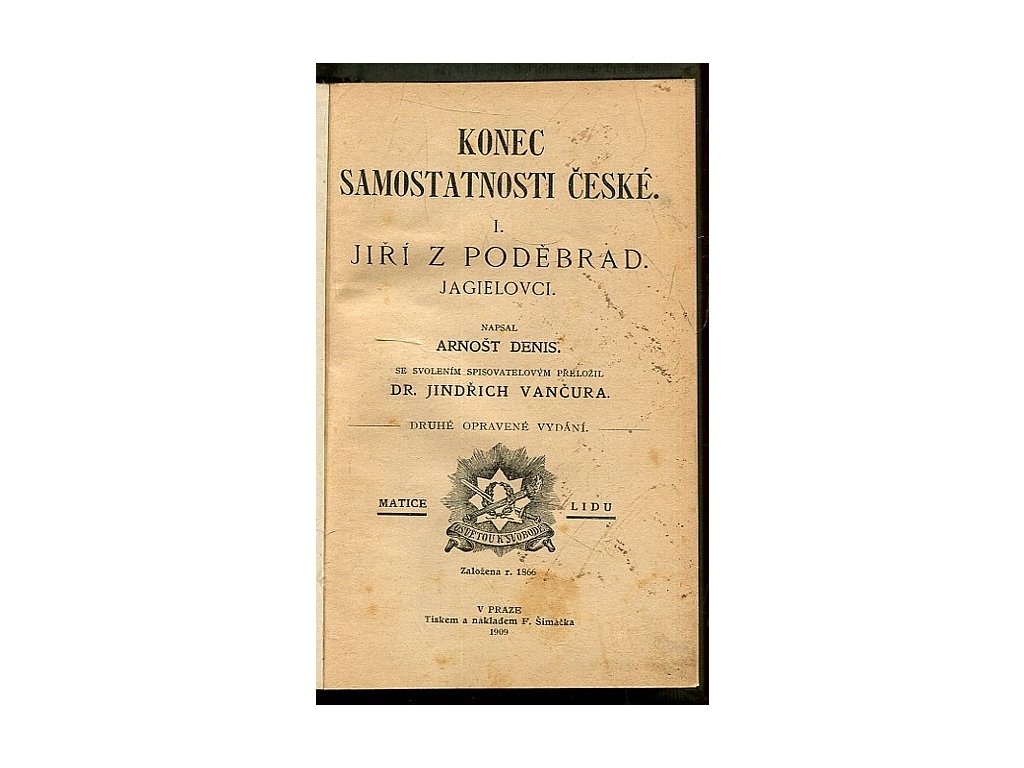 KONEC
SAMOSTATNOSTI ČESKÉ.
I.
JIŘÍ Z PODĚBRAD.
JAGIELOVCI.
NAPSAL
ARNOŠT DENIS.
SE SVOLENÍM SPISOVATELOVÝM PŘELOŽIL
DR. JINDŘICH VANČURA.
DRUHÉ OPRAVENÉ VYDÁNÍ.
MATICE
LIDU
OSVĚTOU K SVOBODĚ
Založena r. 1866
V PRAZE
Tiskem a nákladem F. Šimáčka
1909